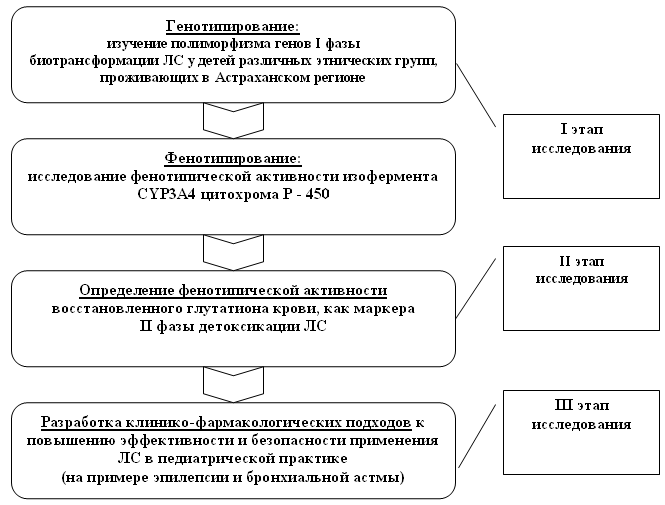 Генотипирование:
изучение полиморфизма генов I фазы
биотрансформации ЛС у детей различных этнических групп,
проживающих в Астраханском регионе
I этап
исследования
Фенотипирование:
исследование фенотипической активности изофермента
CYP3A4 цитохрома Р - 450
II этап
исследования
Определение фенотипической активности
восстановленного глутатиона крови, как маркера
II фазы детоксикации ЛС
III этап
исследования
Разработка клинико-фармакологических подходов к
повышению эффективности и безопасности применения
ЛС в педиатрической практике
(на примере эпилепсии и бронхиальной астмы)